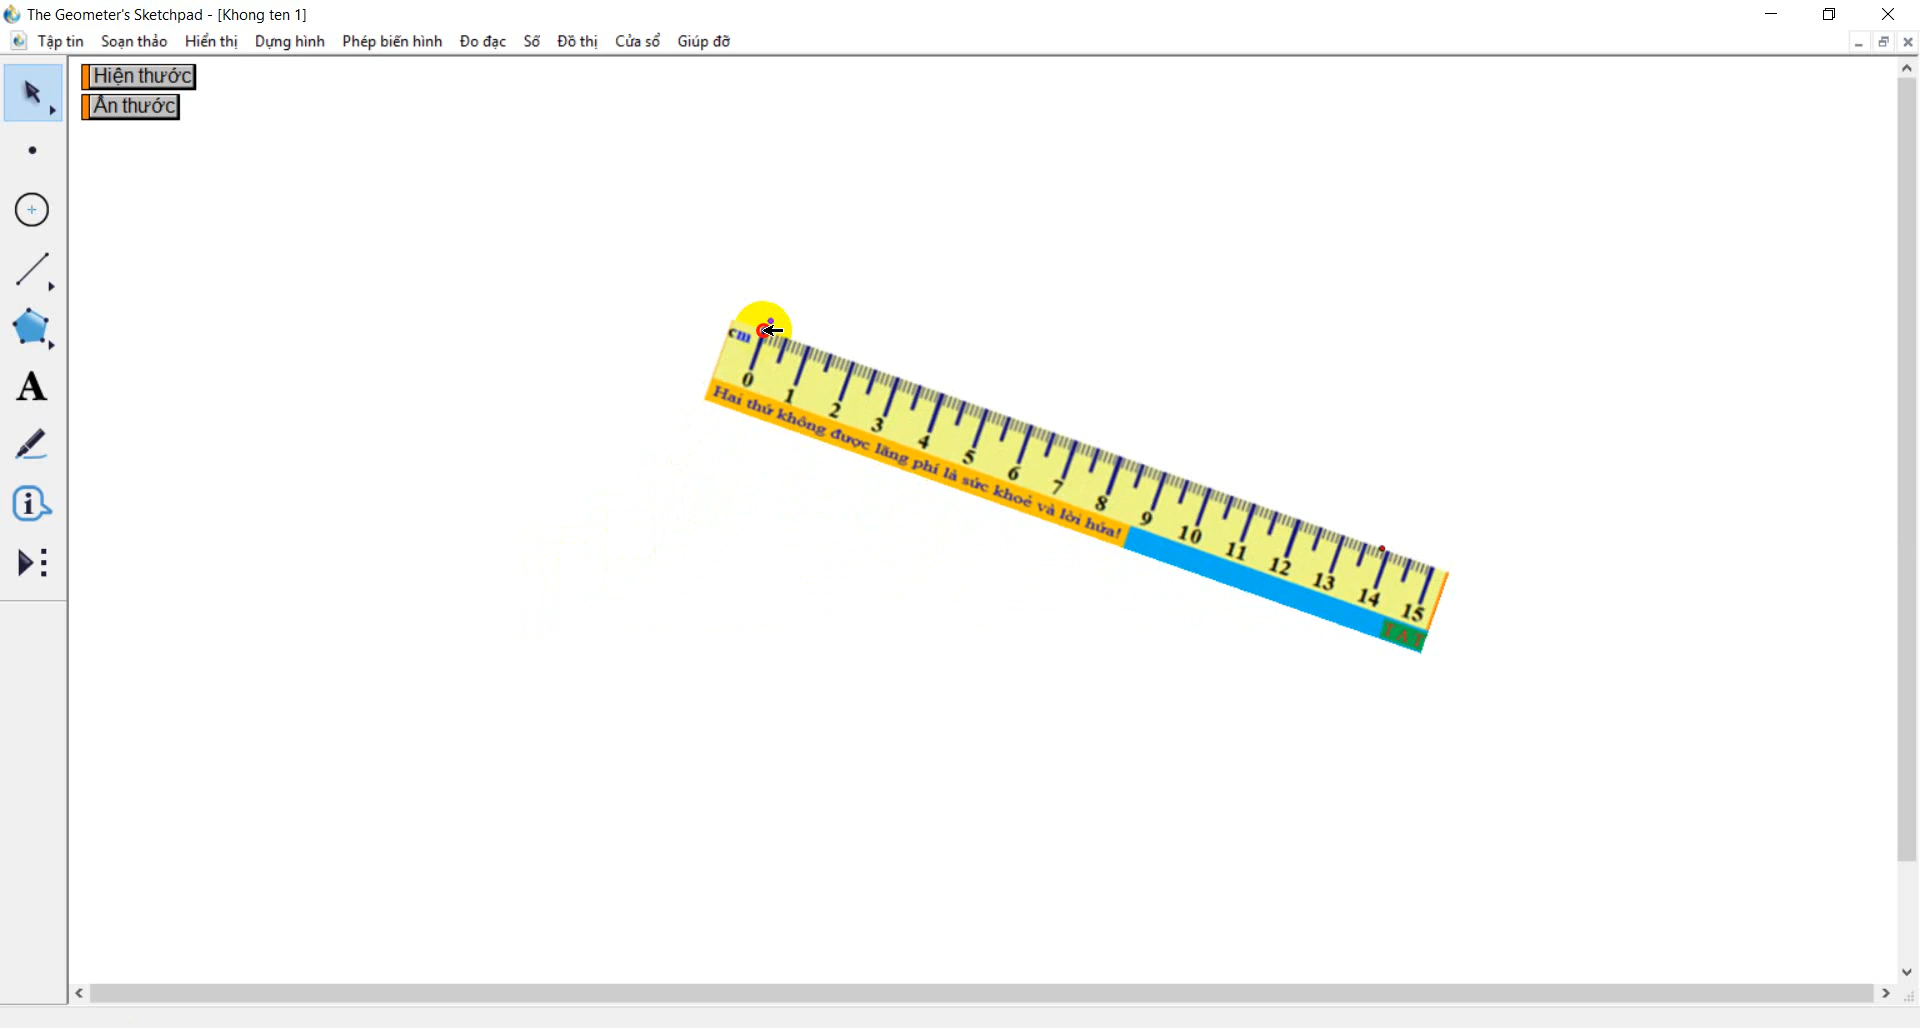 The Geometer's Sketchpad - [Khong ten 1]
Tập tin Soạn thảo Hiển thị Dựng hình Phép biến hình Đo đạc Số Đồ thị Cửa sổ Giúp đỡ
Hiện thước
Ẩn thước
A
i
cm
0 1 2 3 4 5 6 7 8 9 10 11 12 13 14 15
Hai thứ không được lãng phí là sức khoẻ và lời hứa!
TAT